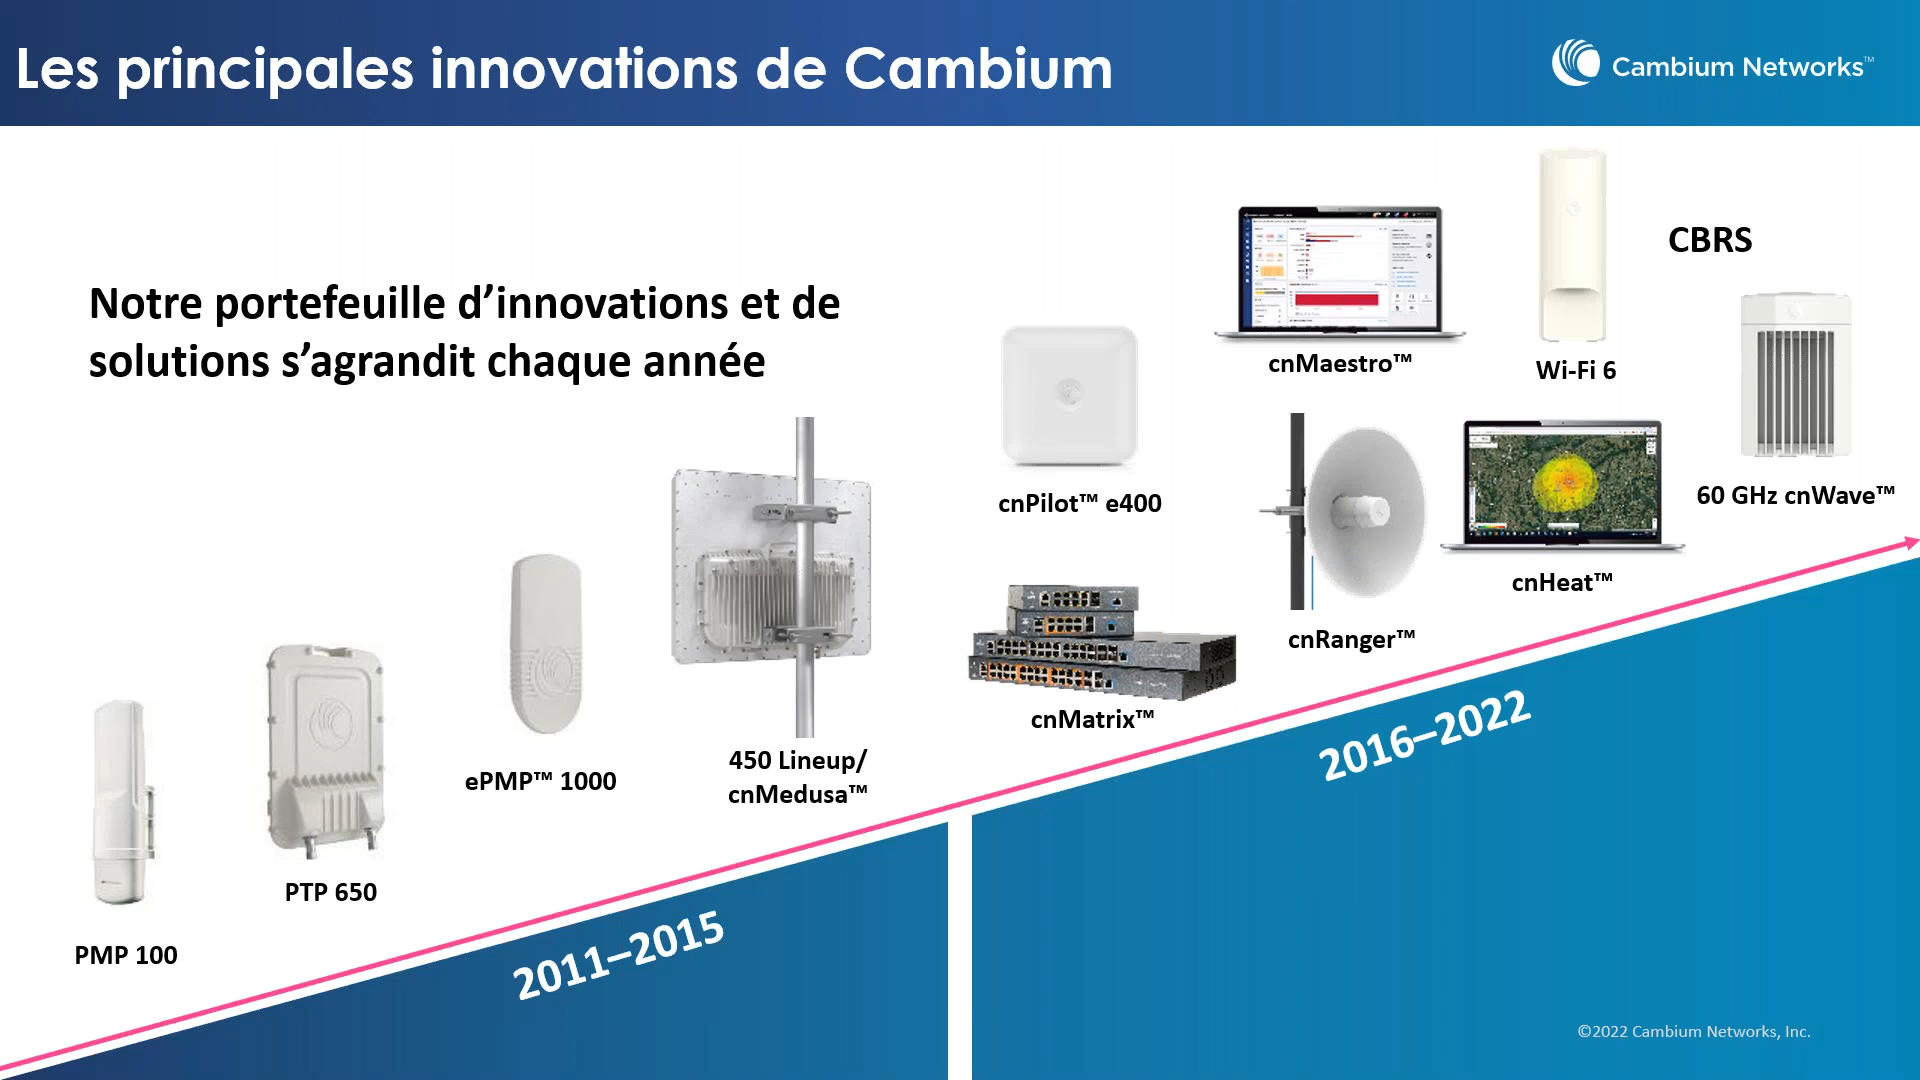 Les principales innovations de Cambium
Cambium Networks™
Notre portefeuille d’innovations et de
solutions s’agrandit chaque année
CBRS
cnMaestro™
Wi-Fi 6
cnPilot™ e400
60 GHz cnWave™
cnHeat™
cnRanger™
cnMatrix™
450 Lineup/
cnMedusa™
ePMP™ 1000
PTP 650
PMP 100
2011–2015
2016–2022
©2022 Cambium Networks, Inc.